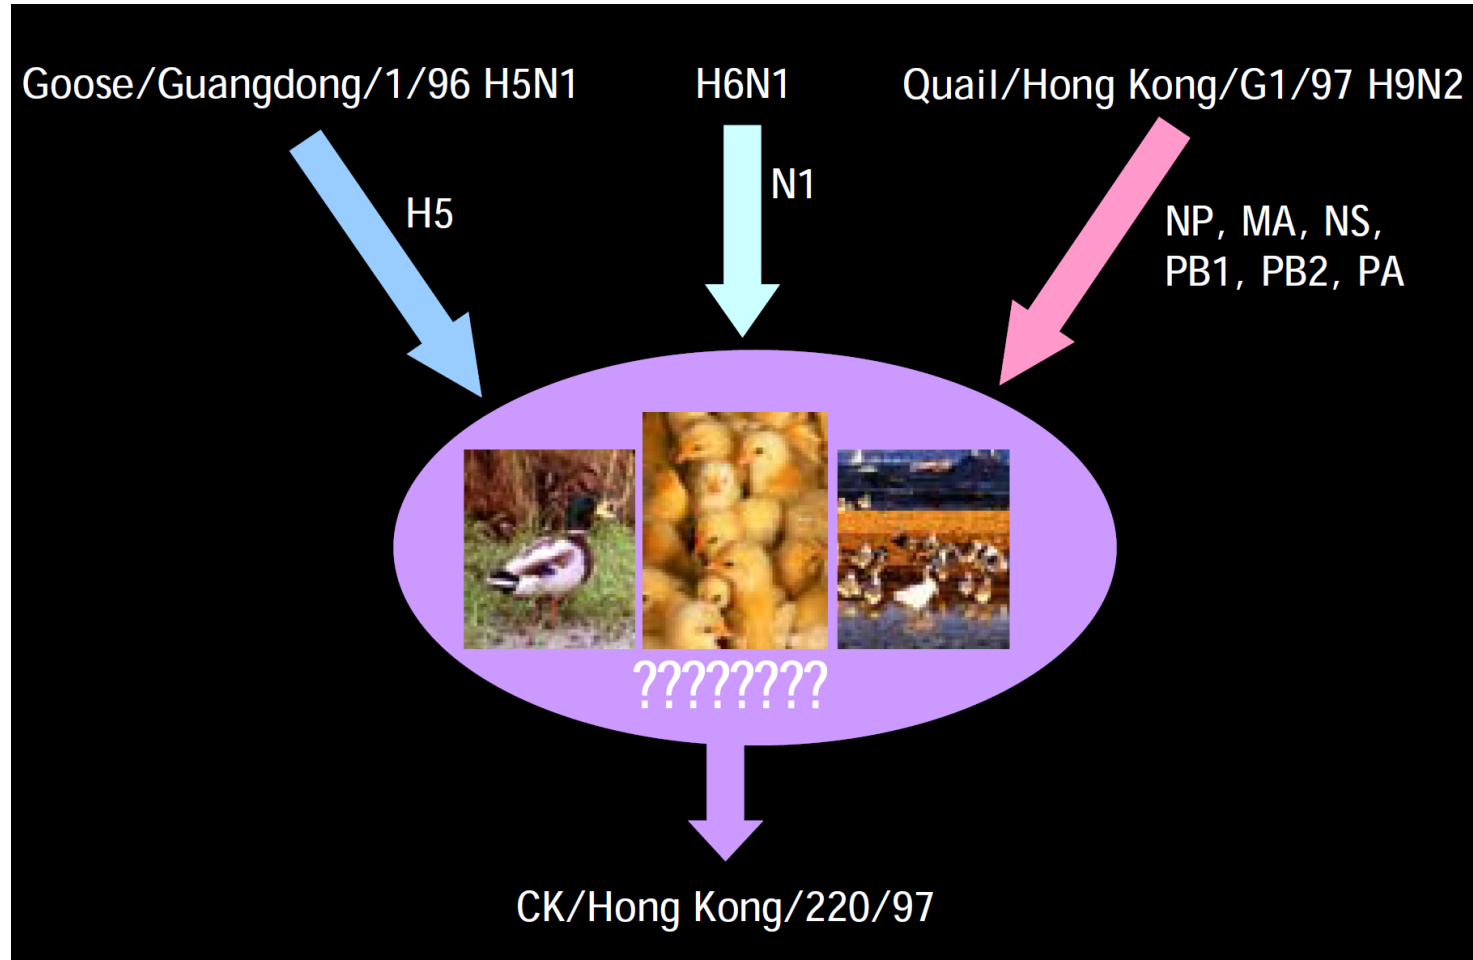 Goose/Guangdong/1/96 H5N1
H6N1
Quail/Hong Kong/G1/97 H9N2
H5
N1
NP, MA, NS,
PB1, PB2, PA
????????
CK/Hong Kong/220/97